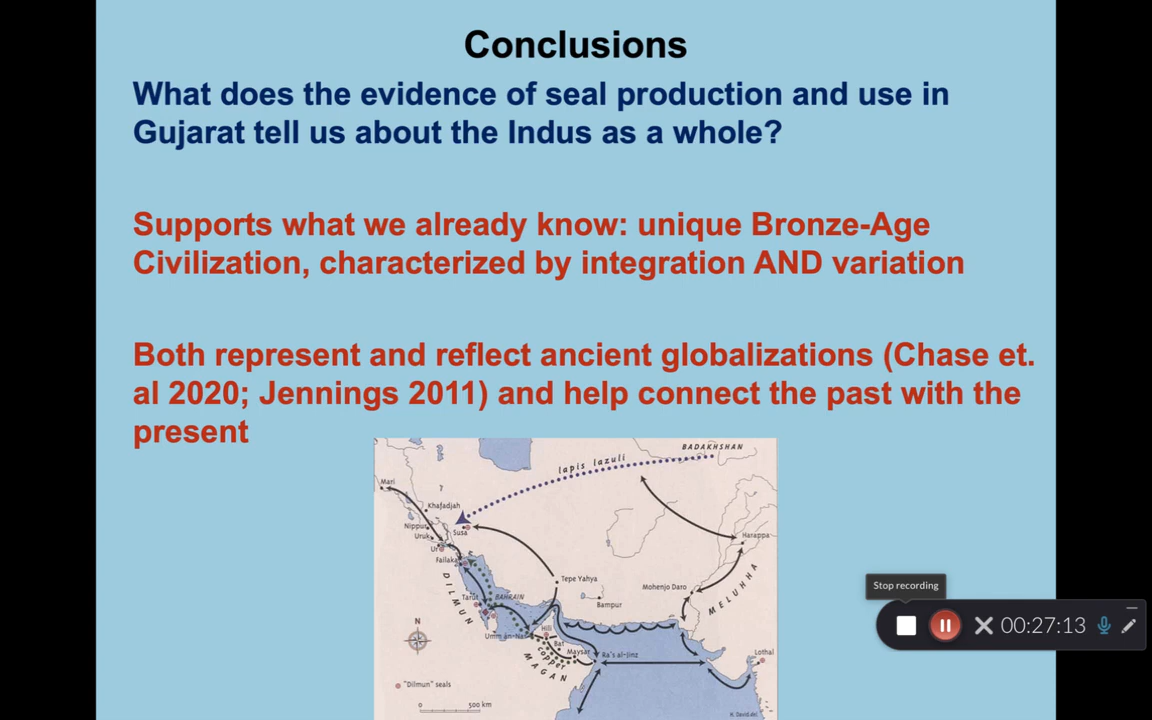 Conclusions
What does the evidence of seal production and use in
Gujarat tell us about the Indus as a whole?
Supports what we already know: unique Bronze-Age
Civilization, characterized by integration AND variation
Both represent and reflect ancient globalizations (Chase et.
al 2020; Jennings 2011) and help connect the past with the
present
BADAKHSHAN
lapis lazuli
Mari
?
Khafadjah
Nippur
Uruk
Susa
Harappa
Ur
Failaka
Tepe Yahya
Mohenjo Daro
MELUHHA
DILMUN
Tarut
BAHRAIN
Bampur
N
Umm an-Nar
Hili
Bat
Maysar
Ra's al-Jinz
Lothal
copper
MAGAN
"Dilmun" seals
0 500 km
Stop recording
00:27:13